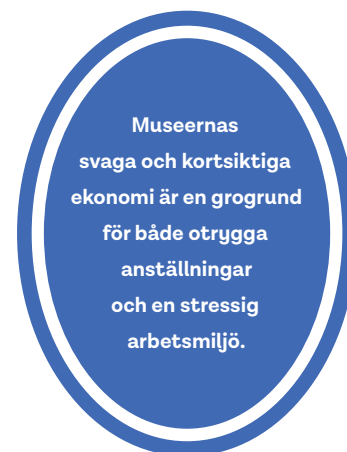 Museernas
svaga och kortsiktiga
ekonomi är en grogrund
för både otrygga
anställningar
och en stressig
arbetsmiljö.